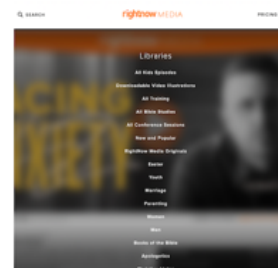 SEARCH
rightnow MEDIA
PRICING
Libraries
All Kids Episodes
Downloadable Video Illustrations
All Training
All Bible Studies
All Conference Sessions
New and Popular
RightNow Media Originals
Easter
Youth
Marriage
Parenting
Women
Men
Books of the Bible
Apologetics